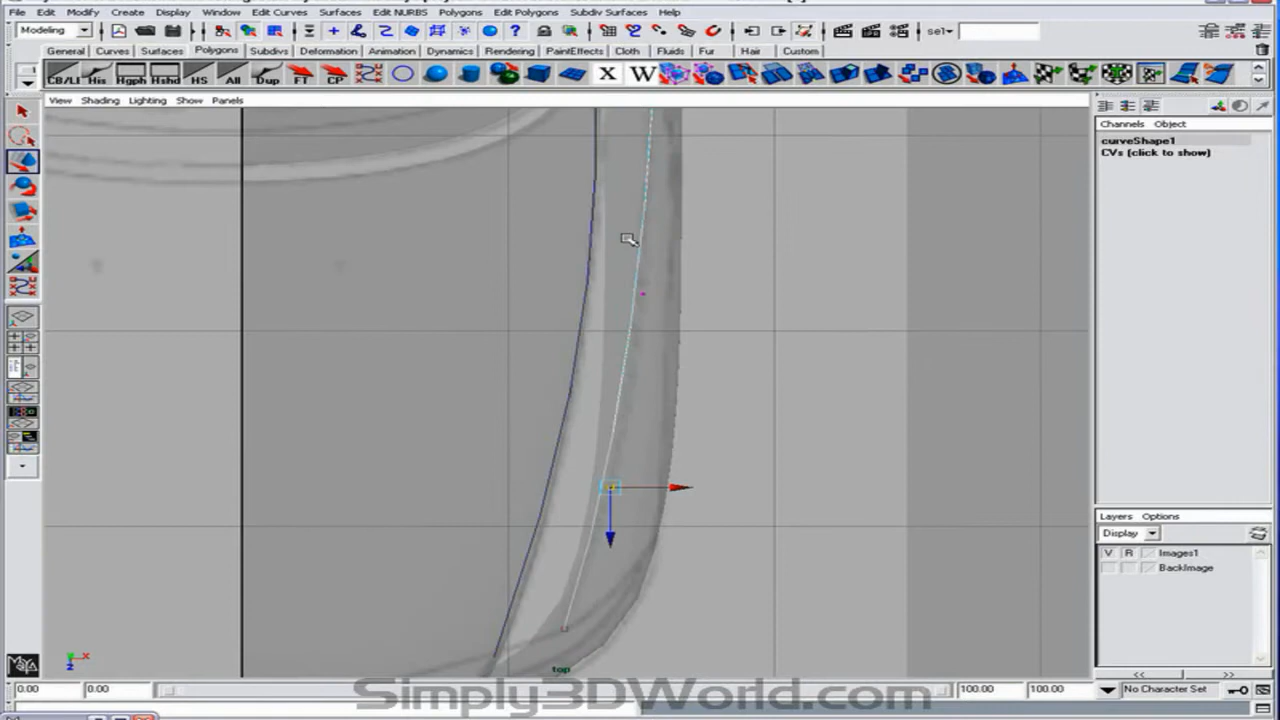 File Edit Modify Create Display Window Edit Curves Surfaces Edit NURBS Polygons Edit Polygons Subdiv Surfaces Help
Modeling sel-
General Curves Surfaces Polygons Subdivs Deformation Animation Dynamics Rendering PaintEffects Cloth Fluids Fur Hair Custom
CB/LI His Hgph Hshd HS All Dup FT CP X W
View Shading Lighting Show Panels
Channels Object
curveShape1
CVs (click to show)
Layers Options
Display
V R Images1
BackImage
z x
top
0.00 0.00 100.00 100.00 No Character Set
Simply3DWorld.com